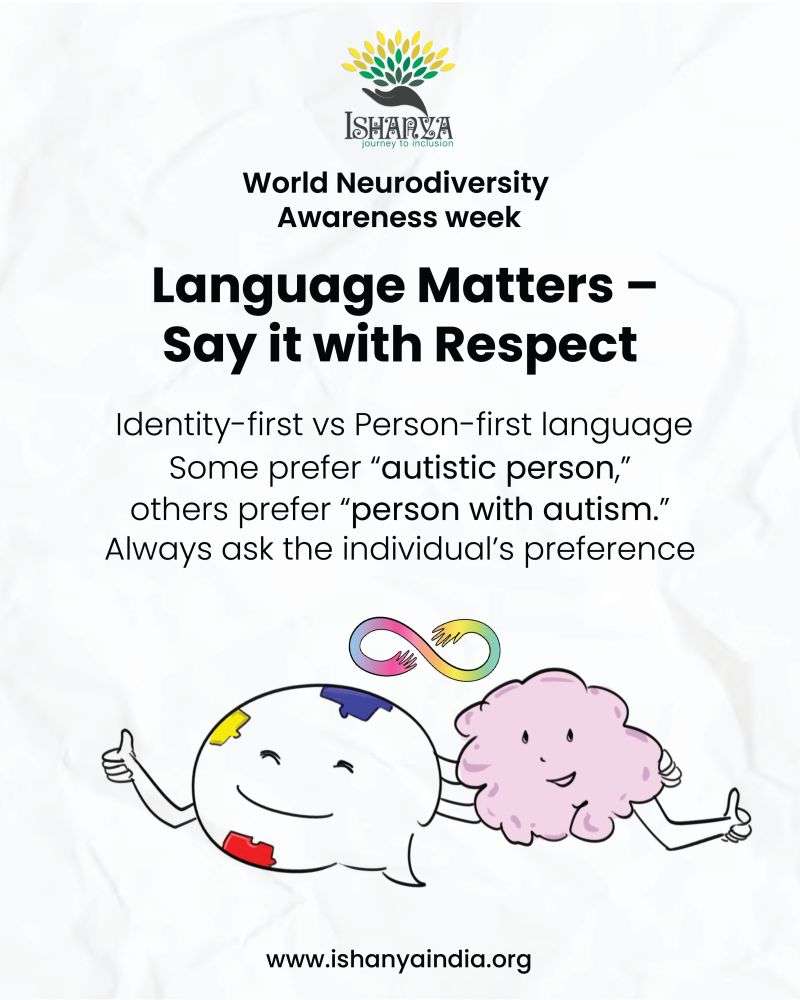 ISHANYA
journey to inclusion
World Neurodiversity
Awareness week
Language Matters –
Say it with Respect
Identity-first vs Person-first language
Some prefer “autistic person,”
others prefer “person with autism.”
Always ask the individual’s preference
www.ishanyaindia.org